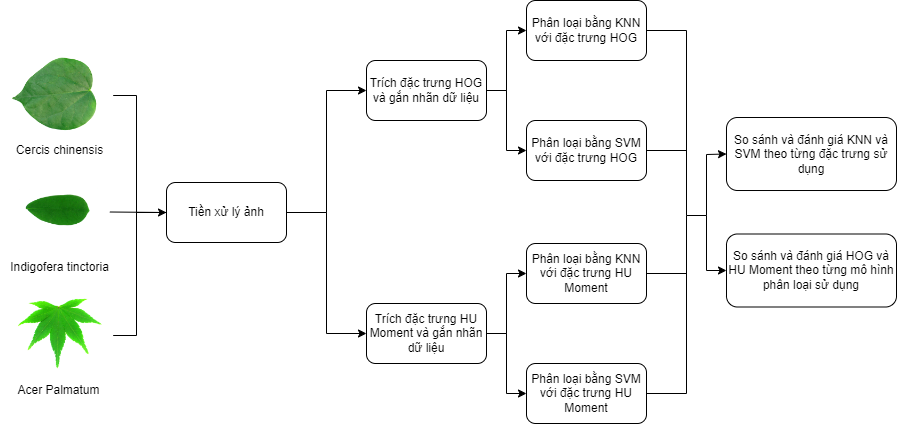 Cercis chinensis
Indigofera tinctoria
Acer Palmatum
Tiền xử lý ảnh
Trích đặc trưng HOG
và gắn nhãn dữ liệu
Trích đặc trưng HU
Moment và gắn nhãn
dữ liệu
Phân loại bằng KNN
với đặc trưng HOG
Phân loại bằng SVM
với đặc trưng HOG
Phân loại bằng KNN
với đặc trưng HU
Moment
Phân loại bằng SVM
với đặc trưng HU
Moment
So sánh và đánh giá KNN và
SVM theo từng đặc trưng sử
dụng
So sánh và đánh giá HOG và
HU Moment theo từng mô hình
phân loại sử dụng